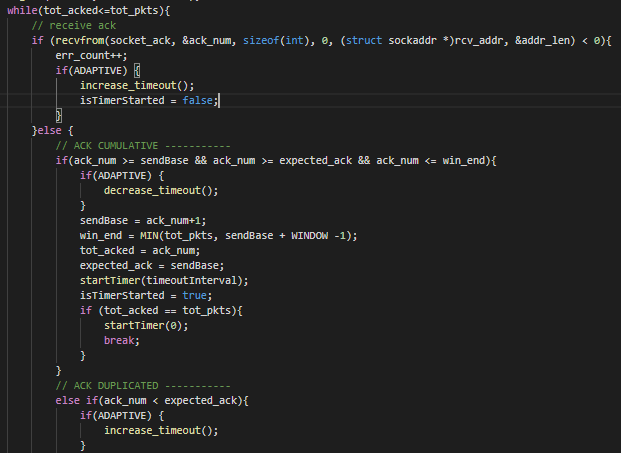 while(tot_acked<=tot_pkts){
// receive ack
if (recvfrom(socket_ack, &ack_num, sizeof(int), 0, (struct sockaddr *)rcv_addr, &addr_len) < 0){
err_count++;
if(ADAPTIVE) {
increase_timeout();
isTimerStarted = false;
}
}else {
// ACK CUMULATIVE -----------
if(ack_num >= sendBase && ack_num >= expected_ack && ack_num <= win_end){
if(ADAPTIVE) {
decrease_timeout();
}
sendBase = ack_num+1;
win_end = MIN(tot_pkts, sendBase + WINDOW -1);
tot_acked = ack_num;
expected_ack = sendBase;
startTimer(timeoutInterval);
isTimerStarted = true;
if (tot_acked == tot_pkts){
startTimer(0);
break;
}
}
// ACK DUPLICATED -----------
else if(ack_num < expected_ack){
if(ADAPTIVE) {
increase_timeout();
}